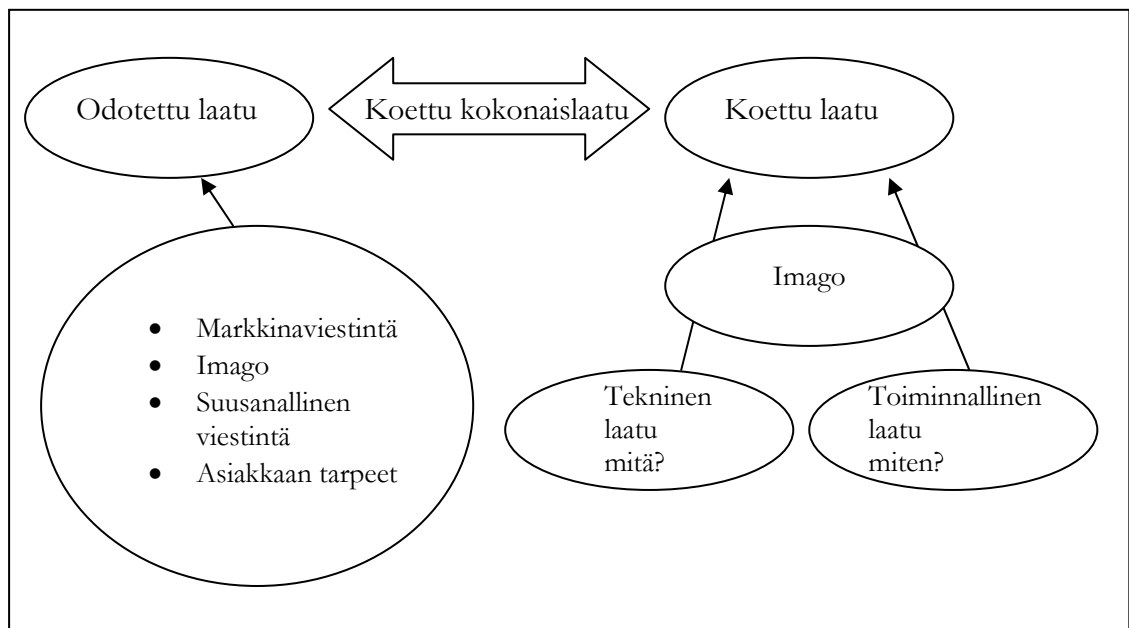 Odotettu laatu
Koettu kokonaislaatu
Koettu laatu
Imago
• Markkinaviestintä
• Imago
• Suusanallinen
viestintä
• Asiakkaan tarpeet
Tekninen
laatu
mitä?
Toiminnallinen
laatu
miten?